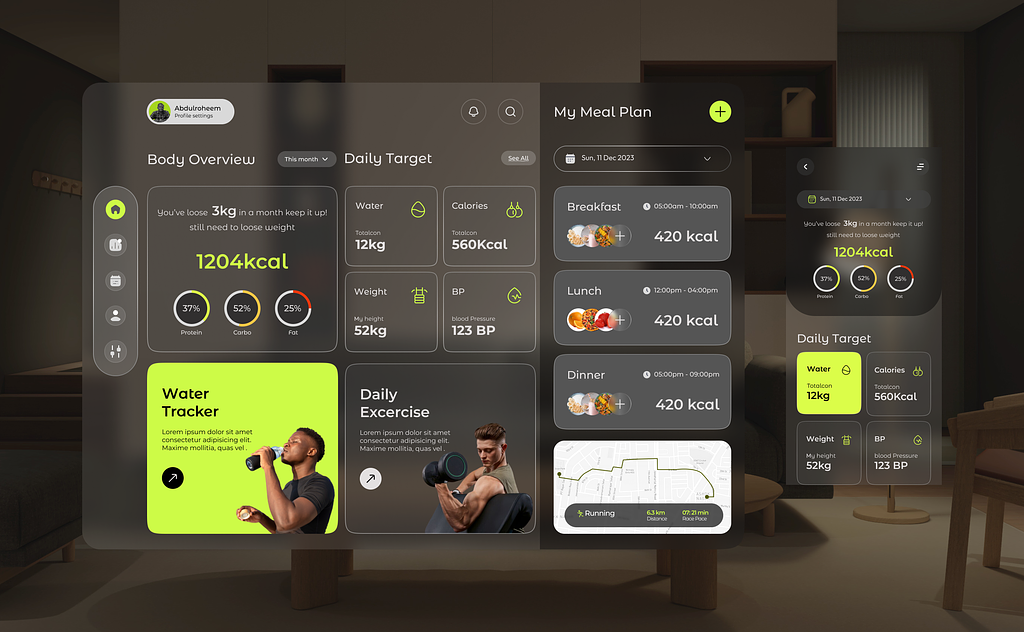 Abdulroheem
Profile settings
Body Overview
This month
You've loose 3kg in a month keep it up!
still need to loose weight
1204kcal
37%
52%
25%
Protein
Carbo
Fat
Daily Target
See All
Water
Totalcon
12kg
Calories
Totalcon
560Kcal
Weight
My height
52kg
BP
blood Pressure
123 BP
Water
Tracker
Lorem ipsum dolor sit amet
consectetur adipisicing elit.
Maxime mollitia, quas vel .
Daily
Excercise
Lorem ipsum dolor sit amet
consectetur adipisicing elit.
Maxime mollitia, quas vel .
My Meal Plan
Sun, 11 Dec 2023
Breakfast
05:00am - 10:00am
420 kcal
Lunch
12:00pm - 04:00pm
420 kcal
Dinner
05:00pm - 09:00pm
420 kcal
Running
6.3 km
Distance
07: 21 min
Race Pace
Sun, 11 Dec 2023
You've loose 3kg in a month keep it up!
still need to loose weight
1204kcal
37%
52%
25%
Protein
Carbo
Fat
Daily Target
Water
Totalcon
12kg
Calories
Totalcon
560Kcal
Weight
My height
52kg
BP
blood Pressure
123 BP